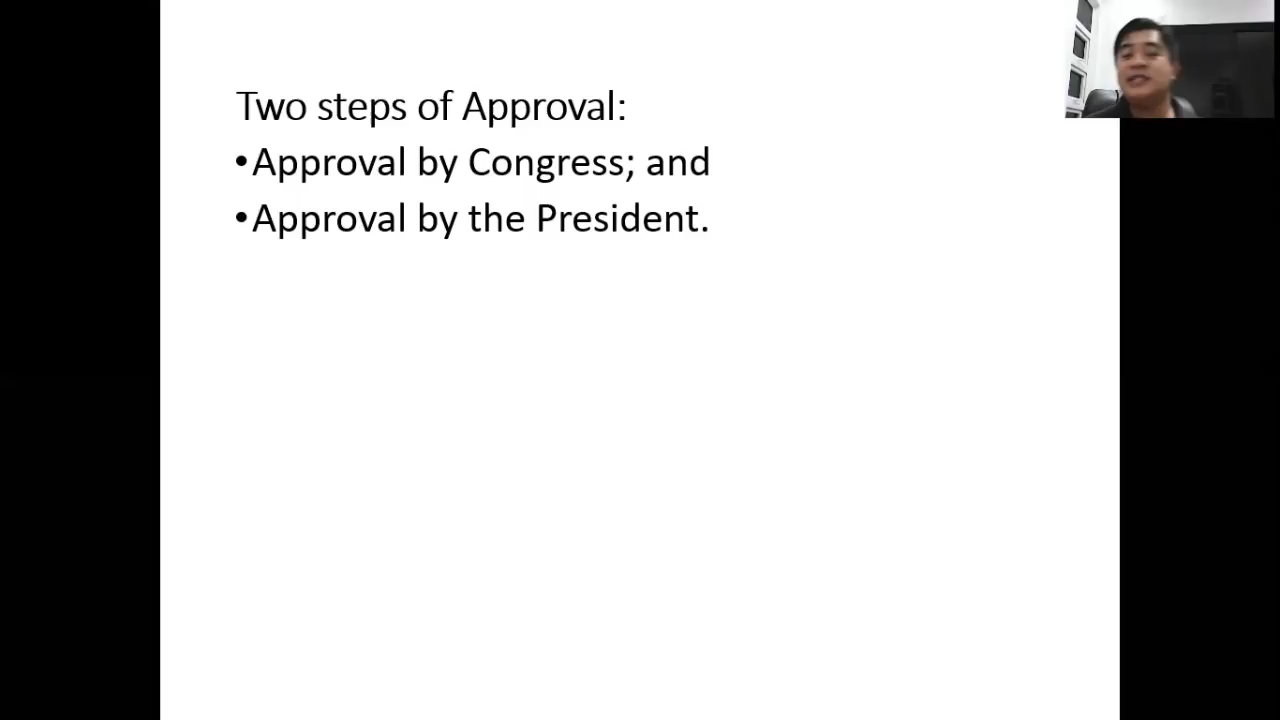 Two steps of Approval:
•Approval by Congress; and
•Approval by the President.